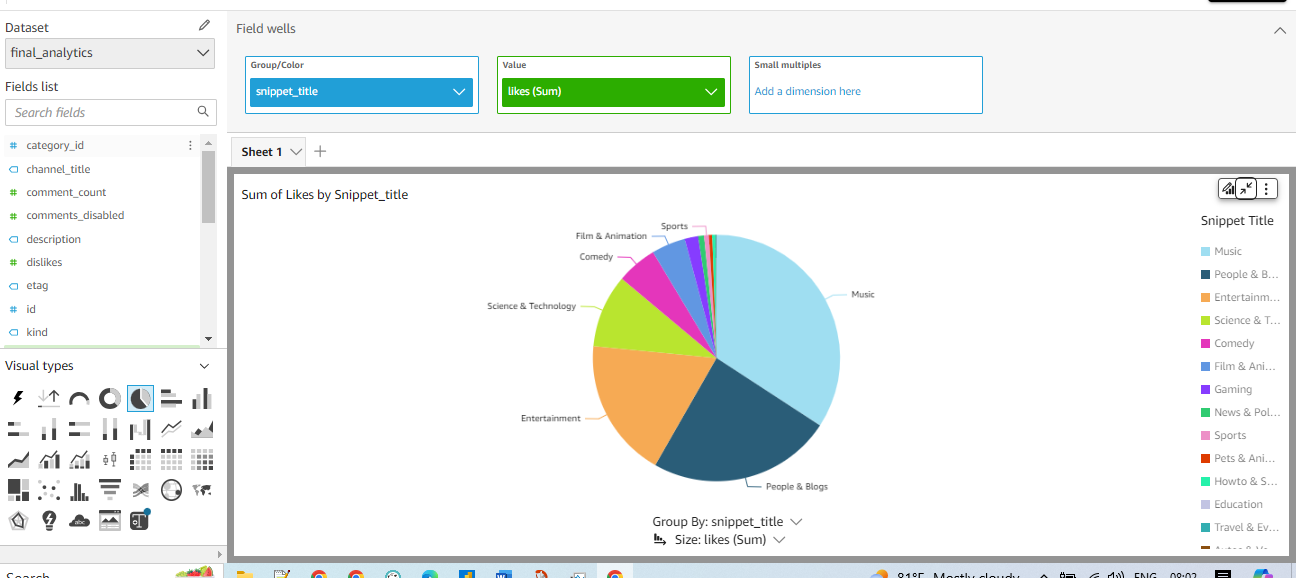 Dataset
final_analytics
Fields list
Search fields
category_id
channel_title
comment_count
comments_disabled
description
dislikes
etag
id
kind
Visual types
Search
Field wells
Group/Color
snippet_title
Value
likes (Sum)
Small multiples
Add a dimension here
Sheet 1
Sum of Likes by Snippet_title
Sports
Film & Animation
Comedy
Science & Technology
Music
Entertainment
People & Blogs
Group By: snippet_title
Size: likes (Sum)
Snippet Title
Music
People & B...
Entertainm...
Science & T...
Comedy
Film & Ani...
Gaming
News & Pol...
Sports
Pets & Ani...
Howto & S...
Education
Travel & Ev...
81°F Mostly cloudy
ENG
08:02